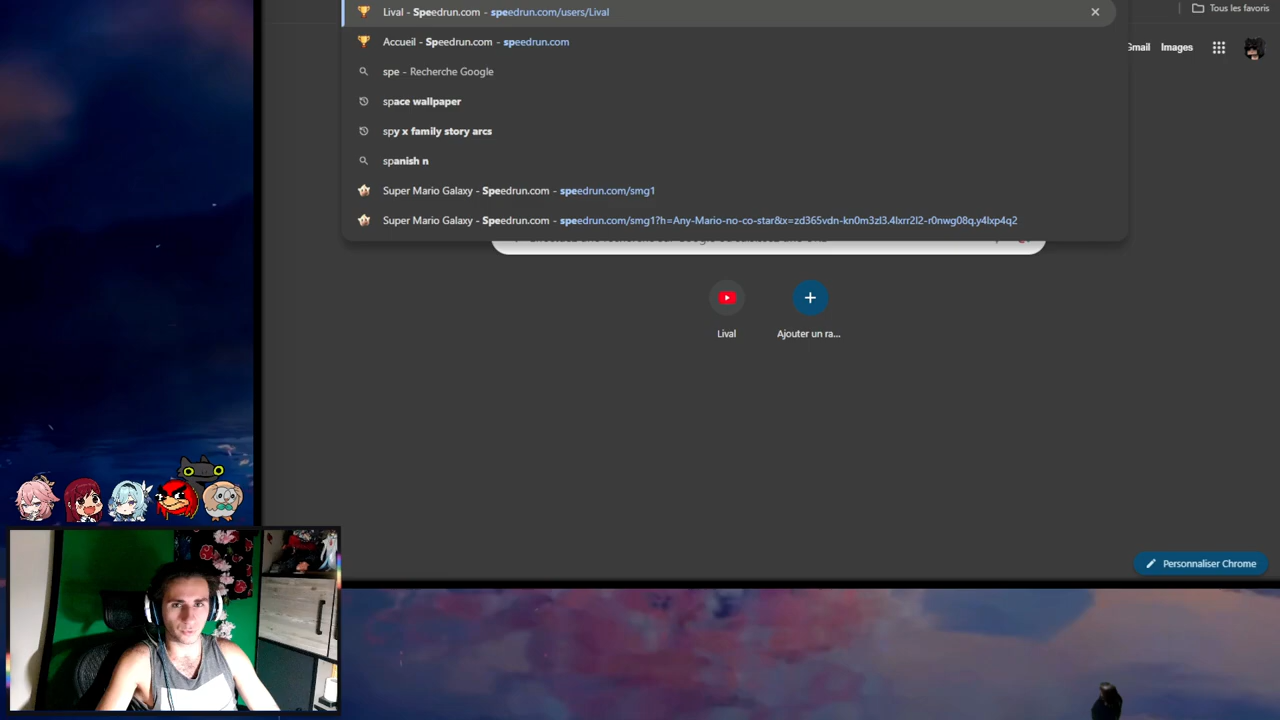 Lival - Speedrun.com - speedrun.com/users/Lival
Tous les favoris
Accueil - Speedrun.com - speedrun.com
Gmail Images
spe - Recherche Google
space wallpaper
spy x family story arcs
spanish n
Super Mario Galaxy - Speedrun.com - speedrun.com/smg1
Super Mario Galaxy - Speedrun.com - speedrun.com/smg1?h=Any-Mario-no-co-star&x=zd365vdn-kn0m3zl3.4lxrr2l2-r0nwg08q.y4lxp4q2
Lival
Ajouter un ra...
Personnaliser Chrome